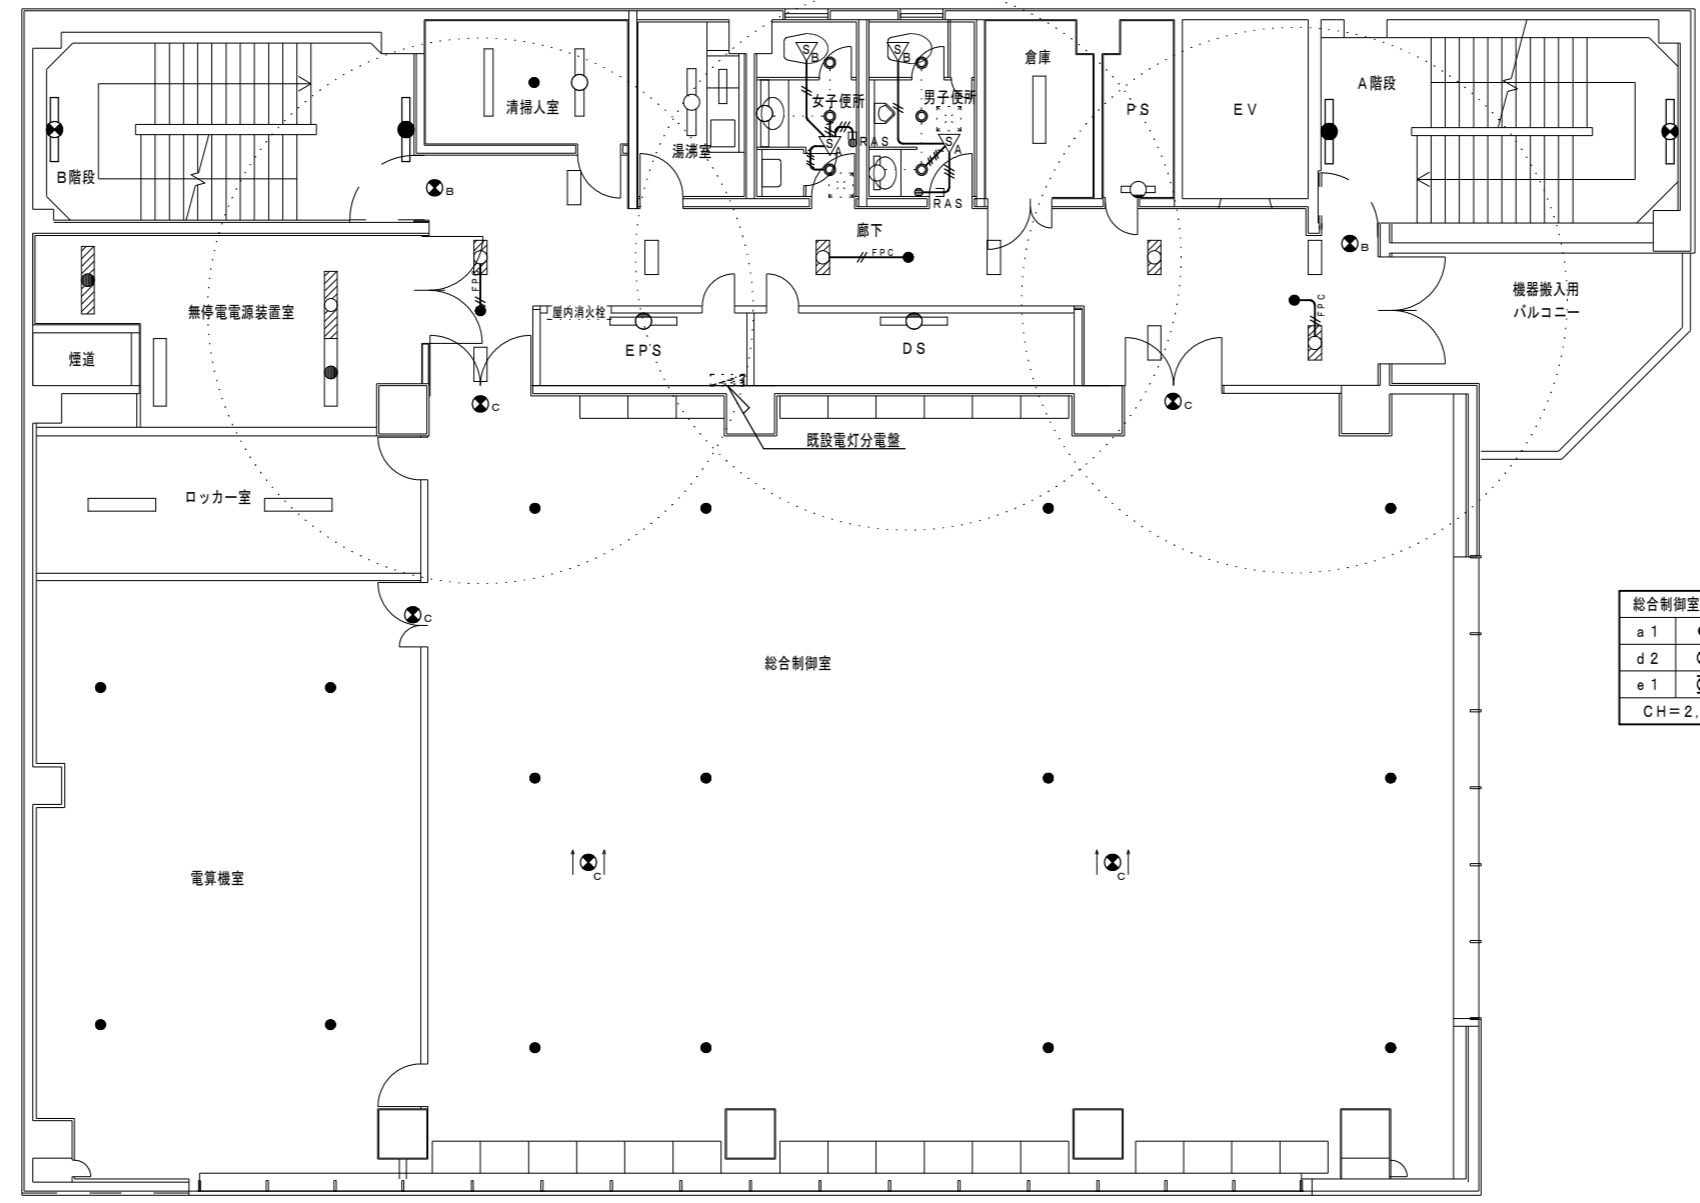 倉庫
A階段
清掃人室
女子便所
男子便所
PS
EV
S
B
S
B
湯沸室
S
A
RAS
S
A
B階段
B
RAS
廊下
B
FPC
FPC
機器搬入用
バルコニー
無停電電源装置室
屋内消火栓
FPC
EPS
DS
煙道
C
C
既設電灯分電盤
ロッカー室
総合制御室
a1
d2
e1
CH=2,
C
総合制御室
電算機室
C
C